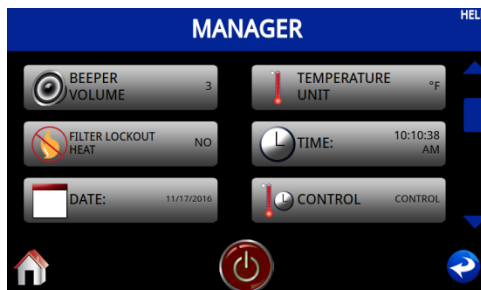 MANAGER
HELP
BEEPER
VOLUME
3
TEMPERATURE
UNIT
°F
FILTER LOCKOUT
HEAT
NO
TIME:
10:10:38
AM
DATE:
11/17/2016
CONTROL
CONTROL